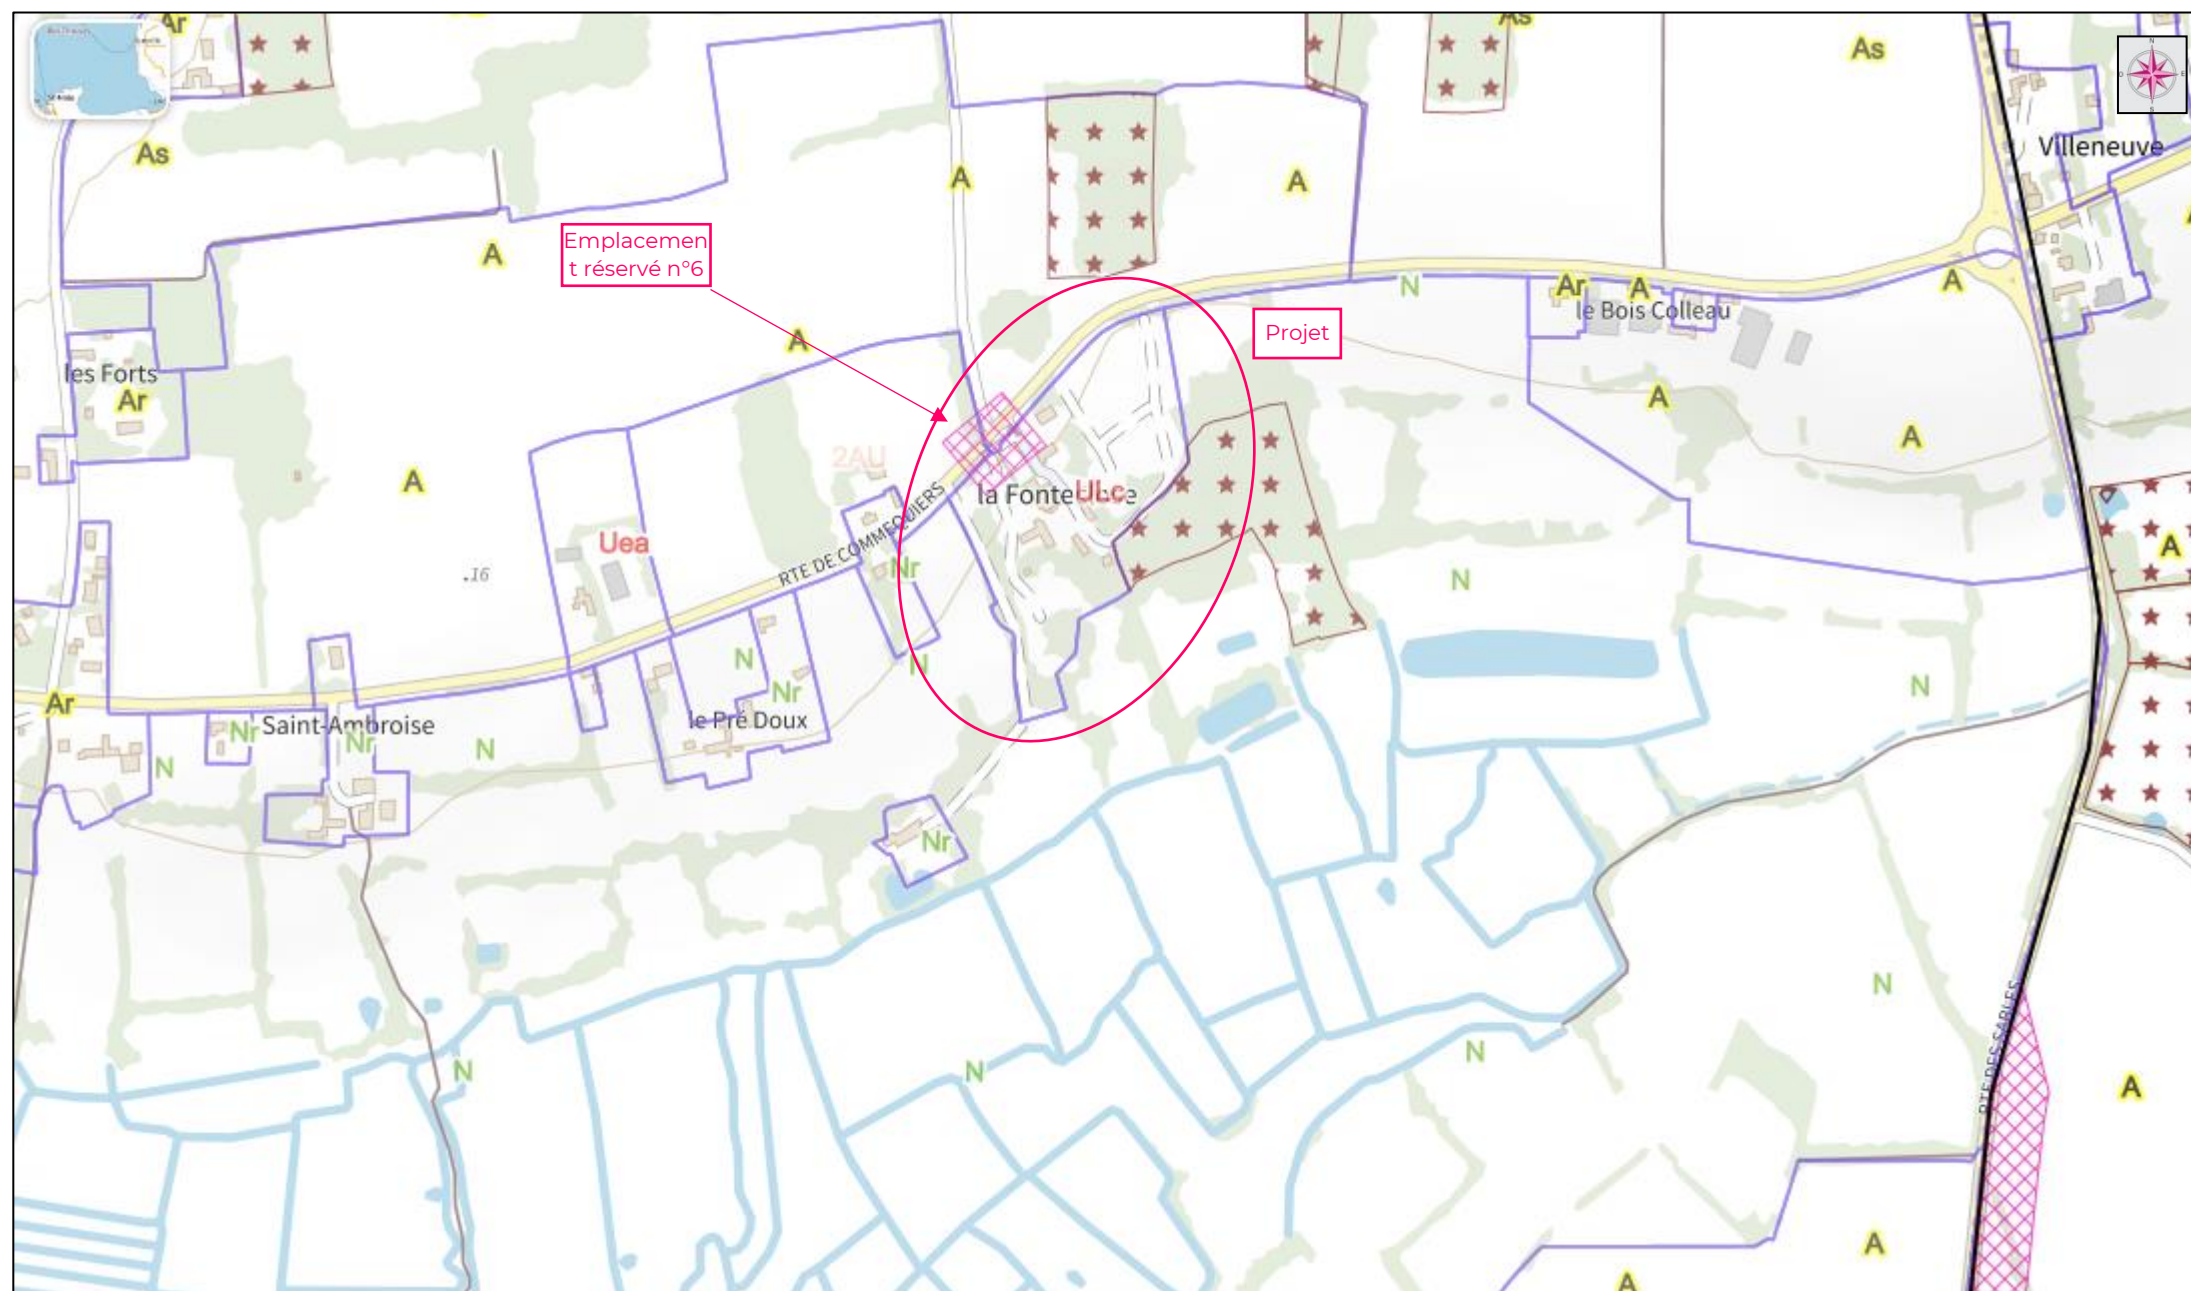 Ar
As
As
Villeneuve
As
A
A
Emplacemen
t réservé n°6
A
A
N
Ar
A
A
le Bois Colleau
Projet
les Forts
Ar
A
A
2AU
A
la Fonte
ULc
e
A
Uea
RTE DE COMMEQUIERS
Nr
.16
N
A
N
N
Nr
N
Ar
Saint-Ambroise
le Pré Doux
Nr
Nr
N
N
Nr
N
N
N
N
RTE DES SABLES
A
A
A